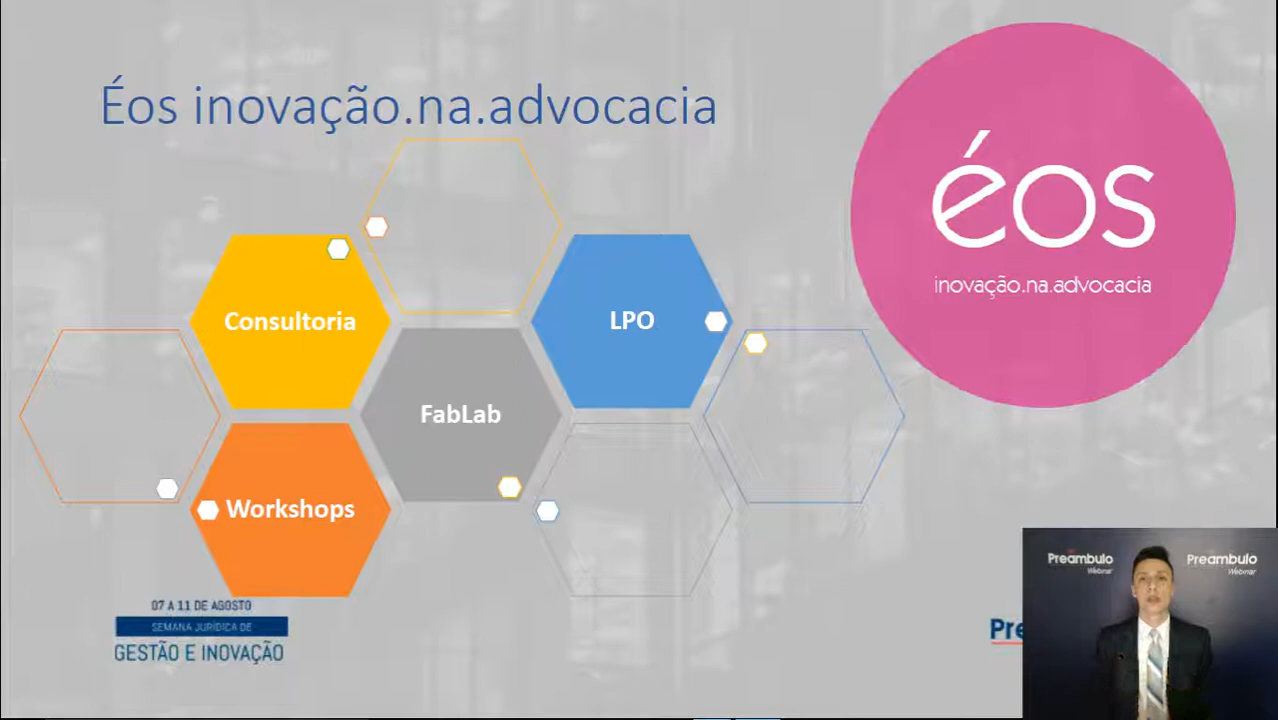 Éos inovação.na.advocacia
éos
inovação.na.advocacia
Consultoria
LPO
FabLab
Workshops
07 A 11 DE AGOSTO
SEMANA JURÍDICA DE
GESTÃO E INOVAÇÃO
Pre
Preambulo
Webinar
Preambulo
Webinar